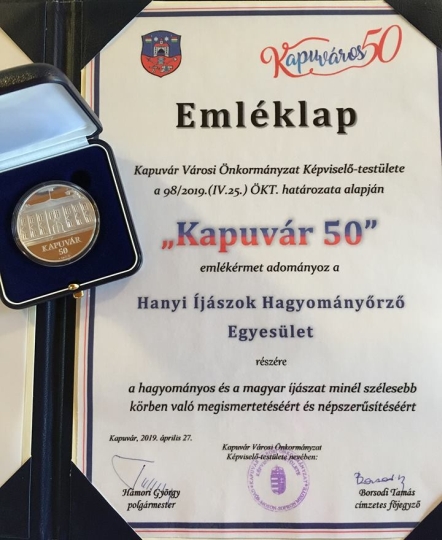 Kapuváros50
Emléklap
Kapuvár Városi Önkormányzat Képviselő-testülete
a 98/2019.(IV.25.) ÖKT. határozata alapján
„Kapuvár 50”
emlékérmet adományoz a
Hanyi Íjászok Hagyományőrző
Egyesület
részére
a hagyományos és a magyar íjászat minél szélesebb
körben való megismertetéséért és népszerűsítéséért
Kapuvár, 2019. április 27.
Kapuvár Városi Önkormányzat
Képviselő-testülete nevében:
Hámori György
polgármester
Borsodi Tamás
címzetes főjegyző
KAPUVÁR
50